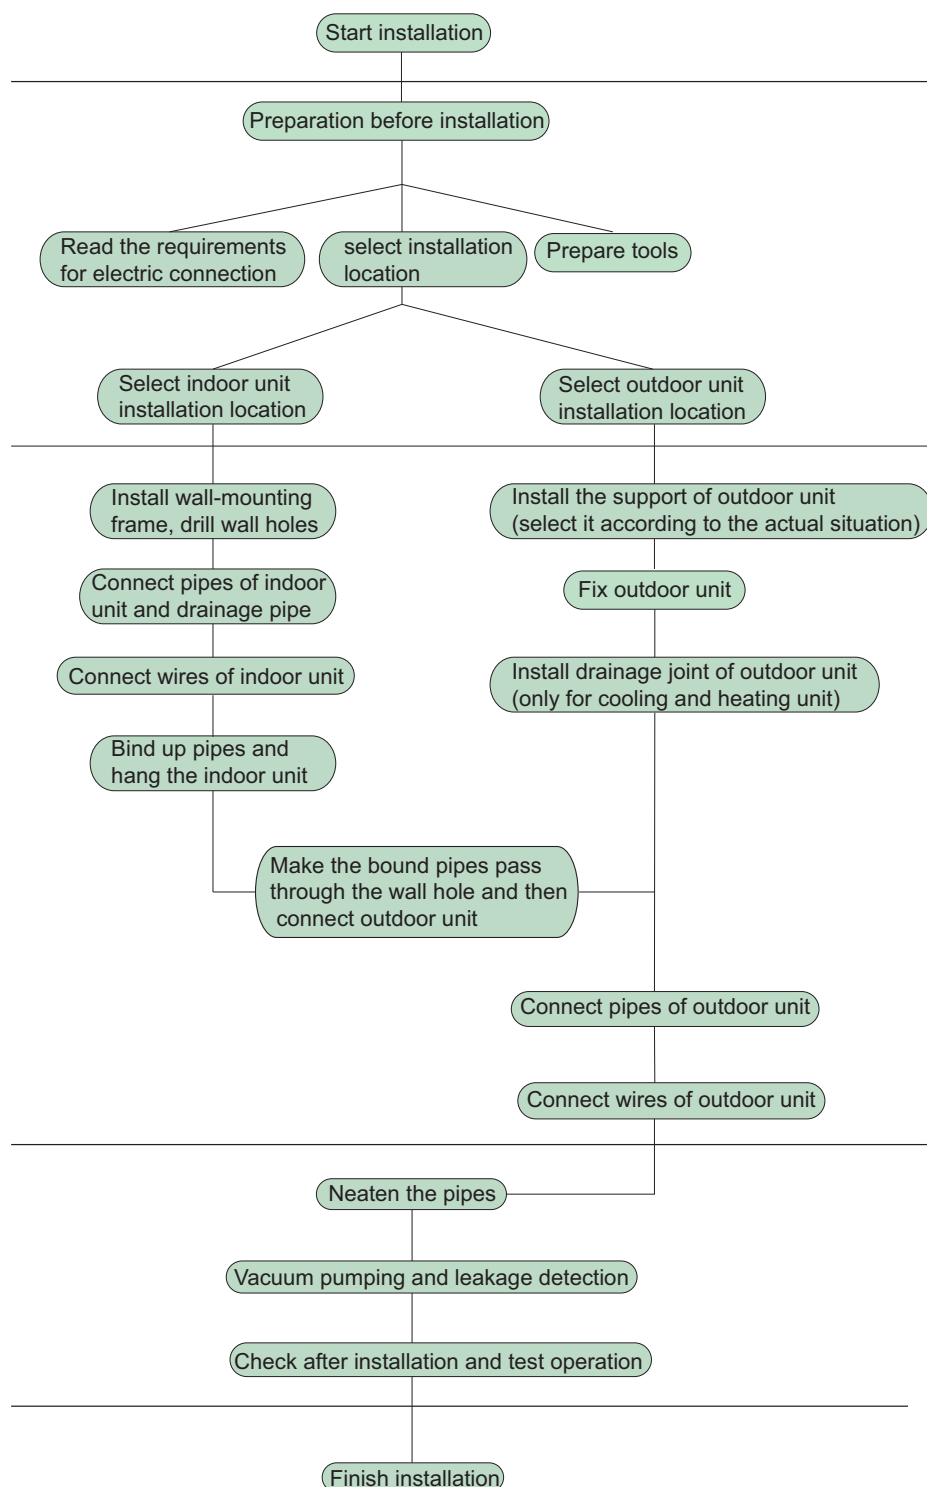 Start installation
Preparation before installation
Read the requirements
for electric connection
select installation
location
Prepare tools
Select indoor unit
installation location
Select outdoor unit
installation location
Install wall-mounting
frame, drill wall holes
Install the support of outdoor unit
(select it according to the actual situation)
Connect pipes of indoor
unit and drainage pipe
Fix outdoor unit
Connect wires of indoor unit
Install drainage joint of outdoor unit
(only for cooling and heating unit)
Bind up pipes and
hang the indoor unit
Make the bound pipes pass
through the wall hole and then
connect outdoor unit
Connect pipes of outdoor unit
Connect wires of outdoor unit
Neaten the pipes
Vacuum pumping and leakage detection
Check after installation and test operation
Finish installation